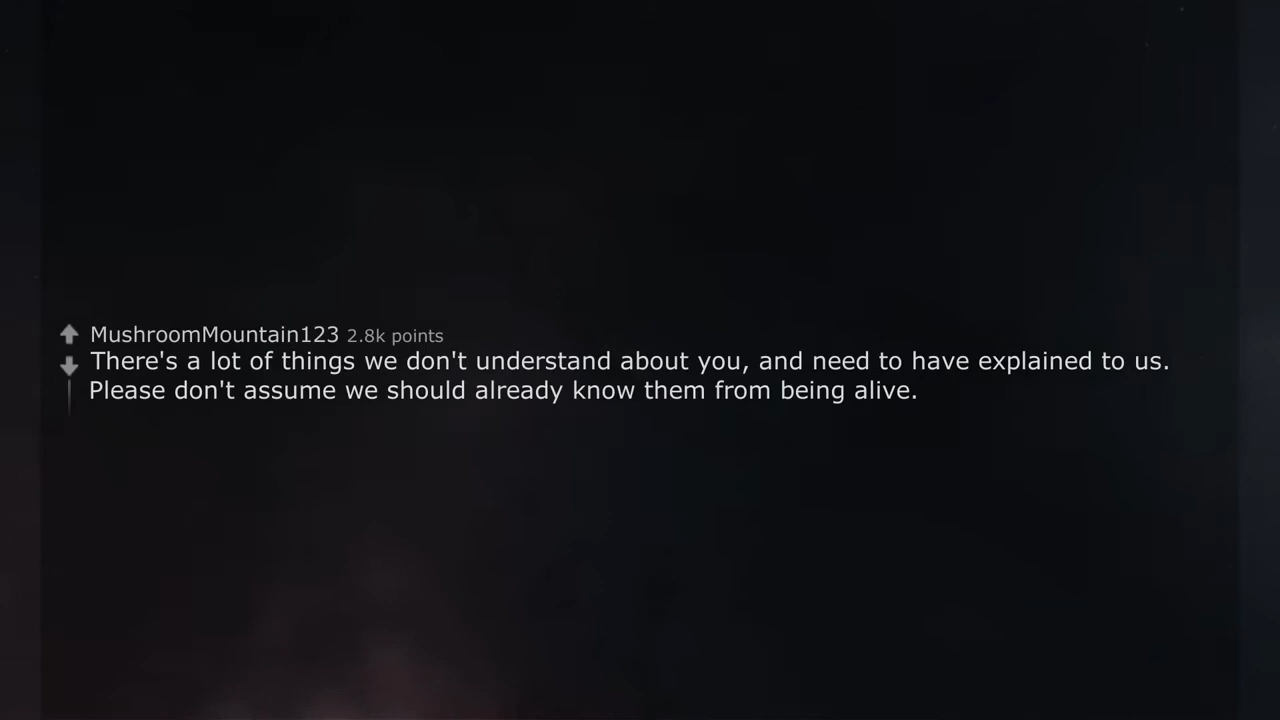 MushroomMountain123 2.8k points
There's a lot of things we don't understand about you, and need to have explained to us.
Please don't assume we should already know them from being alive.